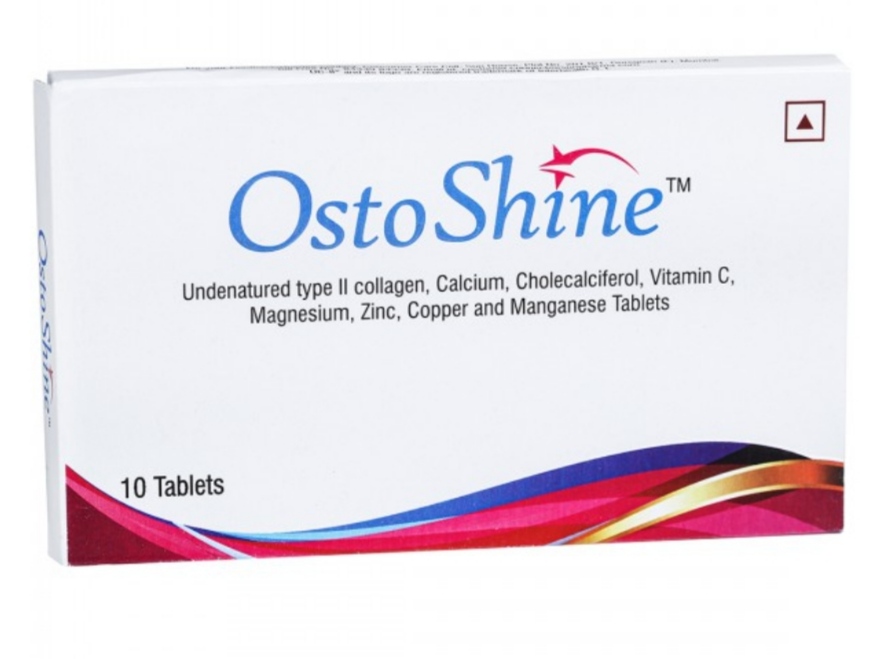 OstoShine™
Undenatured type II collagen, Calcium, Cholecalciferol, Vitamin C,
Magnesium, Zinc, Copper and Manganese Tablets
10 Tablets
OstoShine™